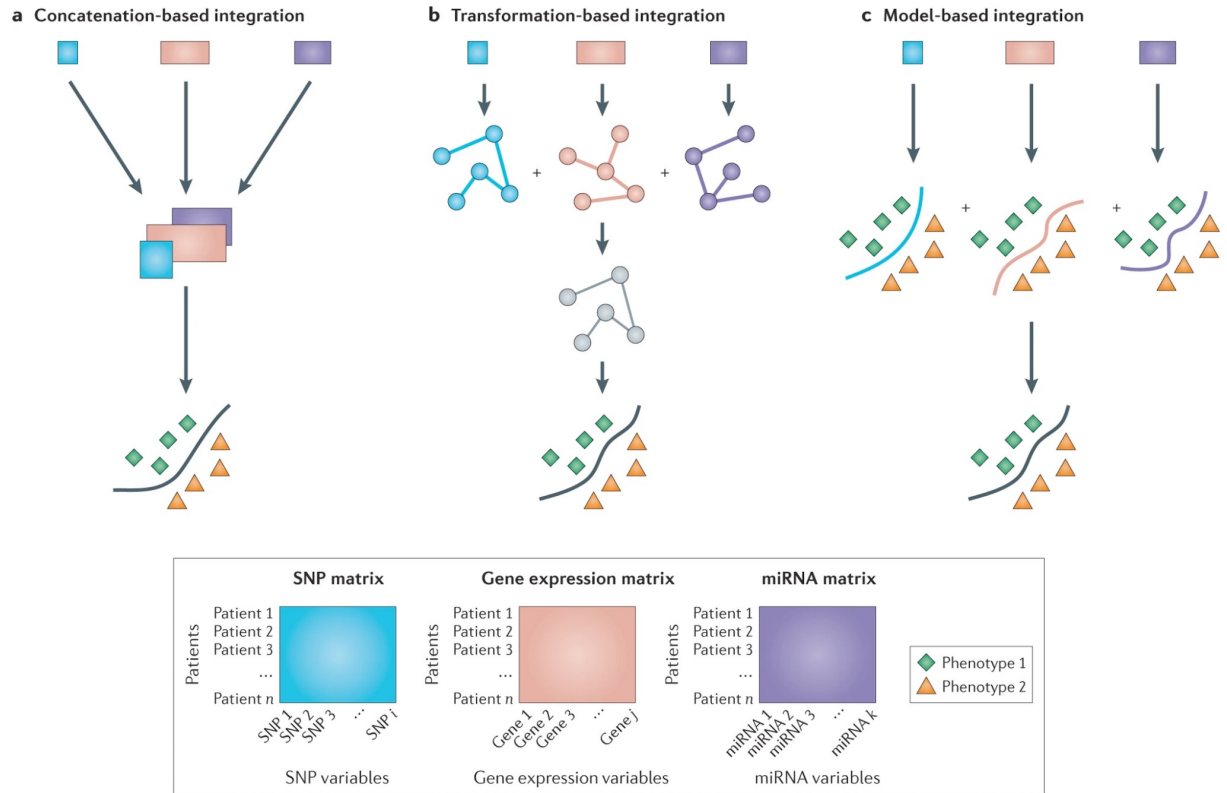 a Concatenation-based integration
b Transformation-based integration
c Model-based integration
+
+
+
+
SNP matrix
Patients
Patient 1
Patient 2
Patient 3
...
Patient n
SNP 1
SNP 2
SNP 3
...
SNP i
SNP variables
Gene expression matrix
Patients
Patient 1
Patient 2
Patient 3
...
Patient n
Gene 1
Gene 2
Gene 3
...
Gene j
Gene expression variables
miRNA matrix
Patients
Patient 1
Patient 2
Patient 3
...
Patient n
miRNA 1
miRNA 2
miRNA 3
...
miRNA k
miRNA variables
Phenotype 1
Phenotype 2